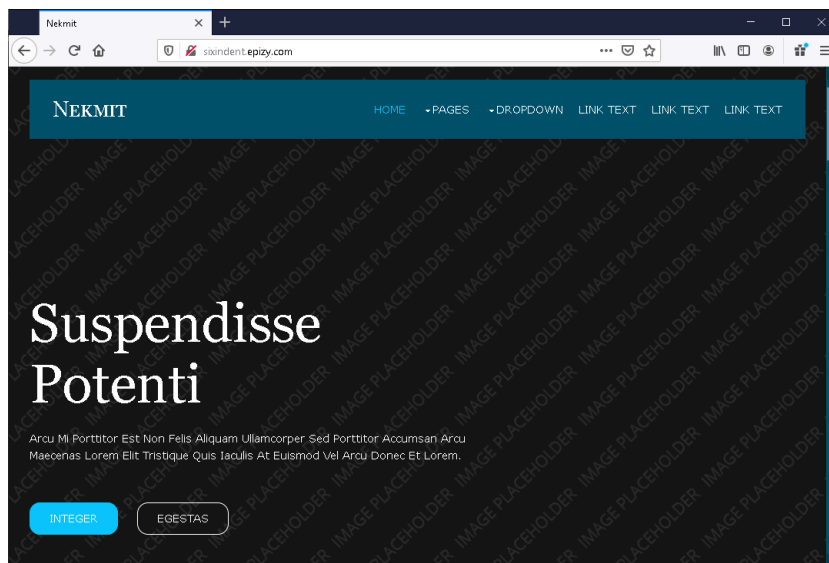 Nekmit
sixindent.epizy.com
NEKMIT
HOME PAGES DROPDOWN LINK TEXT LINK TEXT LINK TEXT
IMAGE PLACEHOLDER
Suspendisse
Potenti
Arcu Mi Porttitor Est Non Felis Aliquam Ullamcorper Sed Porttitor Accumsan Arcu
Maecenas Lorem Elit Tristique Quis Iaculis At Euismod Vel Arcu Donec Et Lorem.
INTEGER EGESTAS